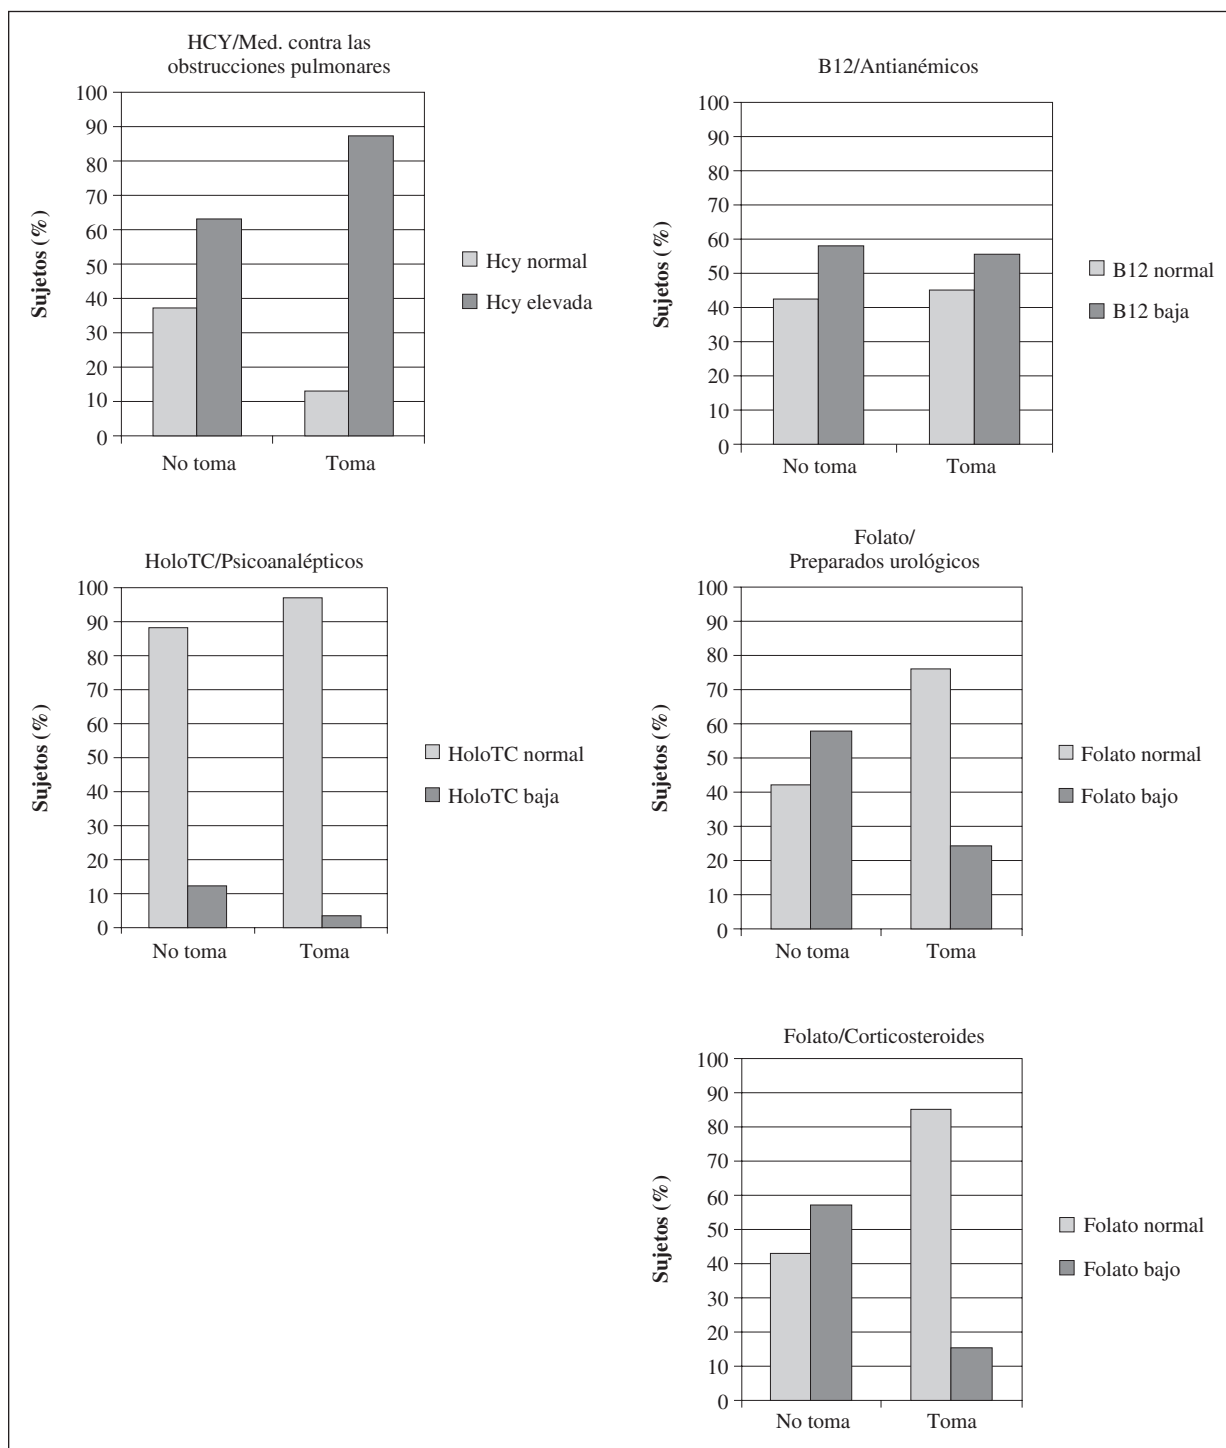 HCY/Med. contra las
obstrucciones pulmonares
100
90
80
70
60
50
40
30
20
10
0
Sujetos (%)
No toma
Toma
Hcy normal
Hcy elevada
B12/Antianémicos
100
90
80
70
60
50
40
30
20
10
0
Sujetos (%)
No toma
Toma
B12 normal
B12 baja
HoloTC/Psicoanalépticos
100
90
80
70
60
50
40
30
20
10
0
Sujetos (%)
No toma
Toma
HoloTC normal
HoloTC baja
Folato/
Preparados urológicos
100
90
80
70
60
50
40
30
20
10
0
Sujetos (%)
No toma
Toma
Folato normal
Folato bajo
Folato/Corticosteroides
100
90
80
70
60
50
40
30
20
10
0
Sujetos (%)
No toma
Toma
Folato normal
Folato bajo